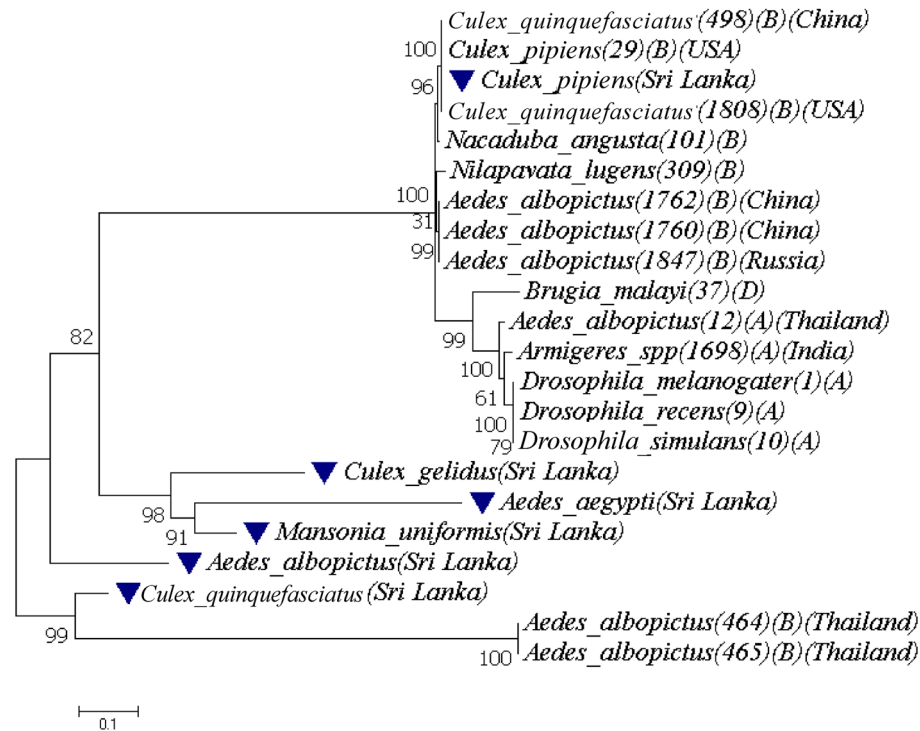 Culex_quinquefasciatus (498)(B)(China)
100
Culex_pipiens(29)(B)(USA)
96
Culex_pipiens(Sri Lanka)
Culex_quinquefasciatus (1808)(B)(USA)
Nacaduba_angusta(101)(B)
Nilapavata_lugens(309)(B)
100
Aedes_albopictus(1762)(B)(China)
31
Aedes_albopictus(1760)(B)(China)
99
Aedes_albopictus(1847)(B)(Russia)
Brugia_malayi(37)(D)
82
99
Aedes_albopictus(12)(A)(Thailand)
100
Armigeres_spp(1698)(A)(India)
Drosophila_melanogater(1)(A)
61
Drosophila_recens(9)(A)
100
79
Drosophila_simulans(10)(A)
Culex_gelidus(Sri Lanka)
98
Aedes_aegypti(Sri Lanka)
91
Mansonia_uniformis(Sri Lanka)
Aedes_albopictus(Sri Lanka)
Culex_quinquefasciatus (Sri Lanka)
99
Aedes_albopictus(464)(B)(Thailand)
100
Aedes_albopictus(465)(B)(Thailand)
0.1